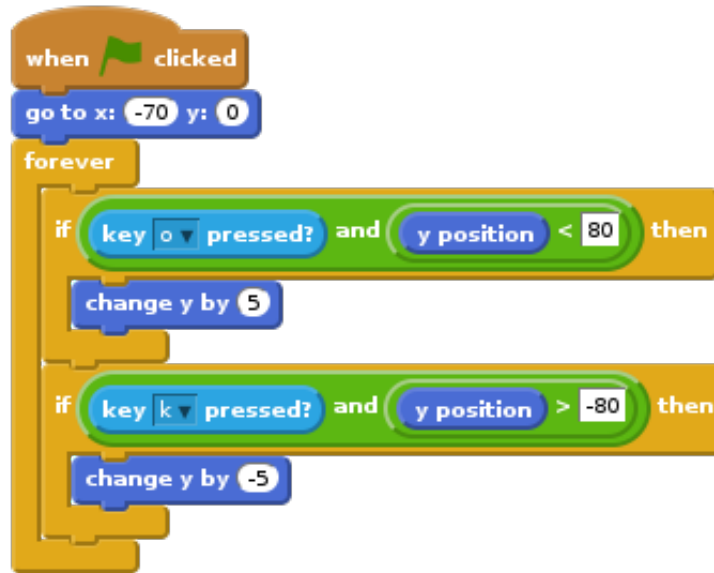 when clicked
go to x: -70 y: 0
forever
if key o pressed? and y position < 80 then
change y by 5
if key k pressed? and y position > -80 then
change y by -5